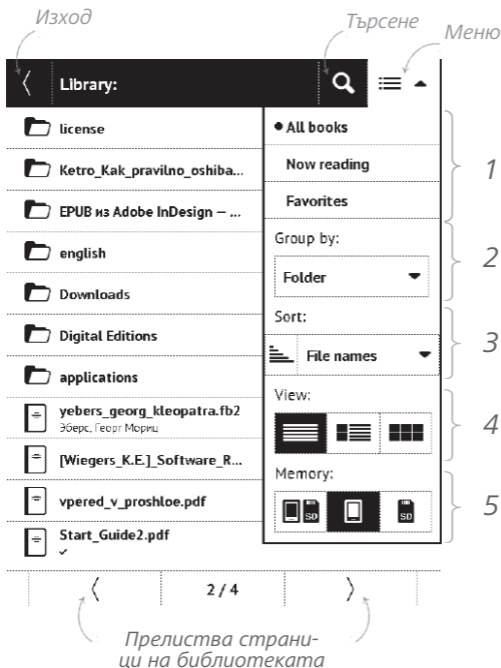 Изход
Търсене
Меню
Library:
license
Ketro_Kak_pravilno_oshiba...
EPUB из Adobe InDesign — ...
english
Downloads
Digital Editions
applications
yebers_georg_kleopatra.fb2
Эберс, Георг Мориц
[Wiegers_K.E.]_Software_R...
vpered_v_proshloe.pdf
Start_Guide2.pdf
All books
Now reading
Favorites
1
Group by:
Folder
2
Sort:
File names
3
View:
4
Memory:
SD
SD
5
2 / 4
Прелиства страни-
ци на библиотеката